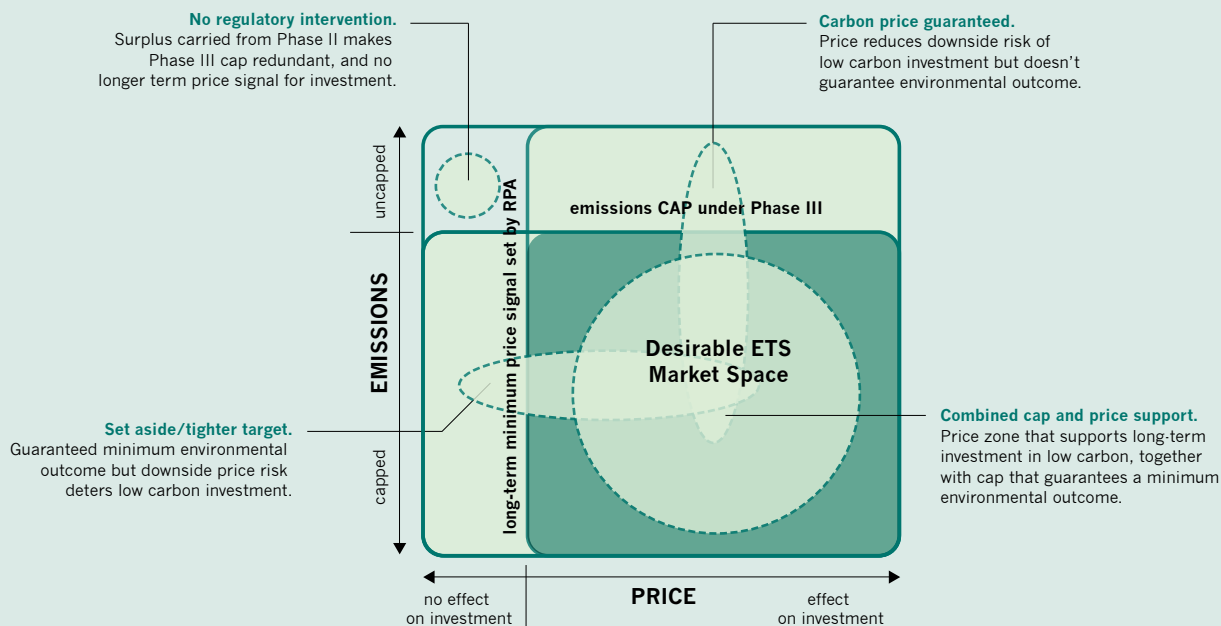 No regulatory intervention.
Surplus carried from Phase II makes
Phase III cap redundant, and no
longer term price signal for investment.
Carbon price guaranteed.
Price reduces downside risk of
low carbon investment but doesn't
guarantee environmental outcome.
uncapped
emissions CAP under Phase III
long-term minimum price signal set by RPA
EMISSIONS
Desirable ETS
Market Space
Set aside/tighter target.
Guaranteed minimum environmental
outcome but downside price risk
deters low carbon investment.
capped
Combined cap and price support.
Price zone that supports long-term
investment in low carbon, together
with cap that guarantees a minimum
environmental outcome.
PRICE
no effect
on investment
effect
on investment